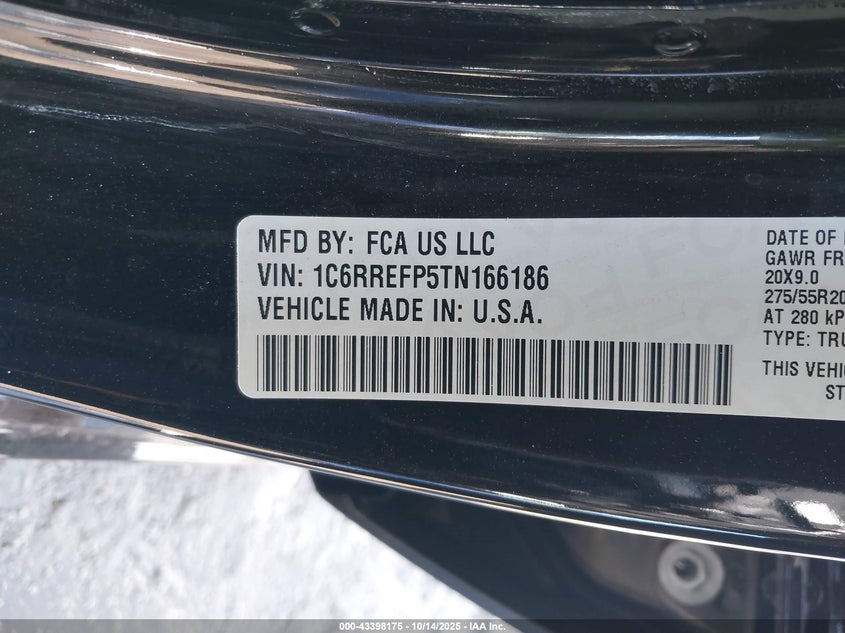 MFD BY: FCA US LLC
VIN: 1C6RREFP5TN166186
VEHICLE MADE IN: U.S.A.
DATE OF
GAWR FR
20X9.0
275/55R20
AT 280 kP
TYPE: TRU
THIS VEHIC
ST
000-43398175 - 10/14/2025 - IAA Inc.